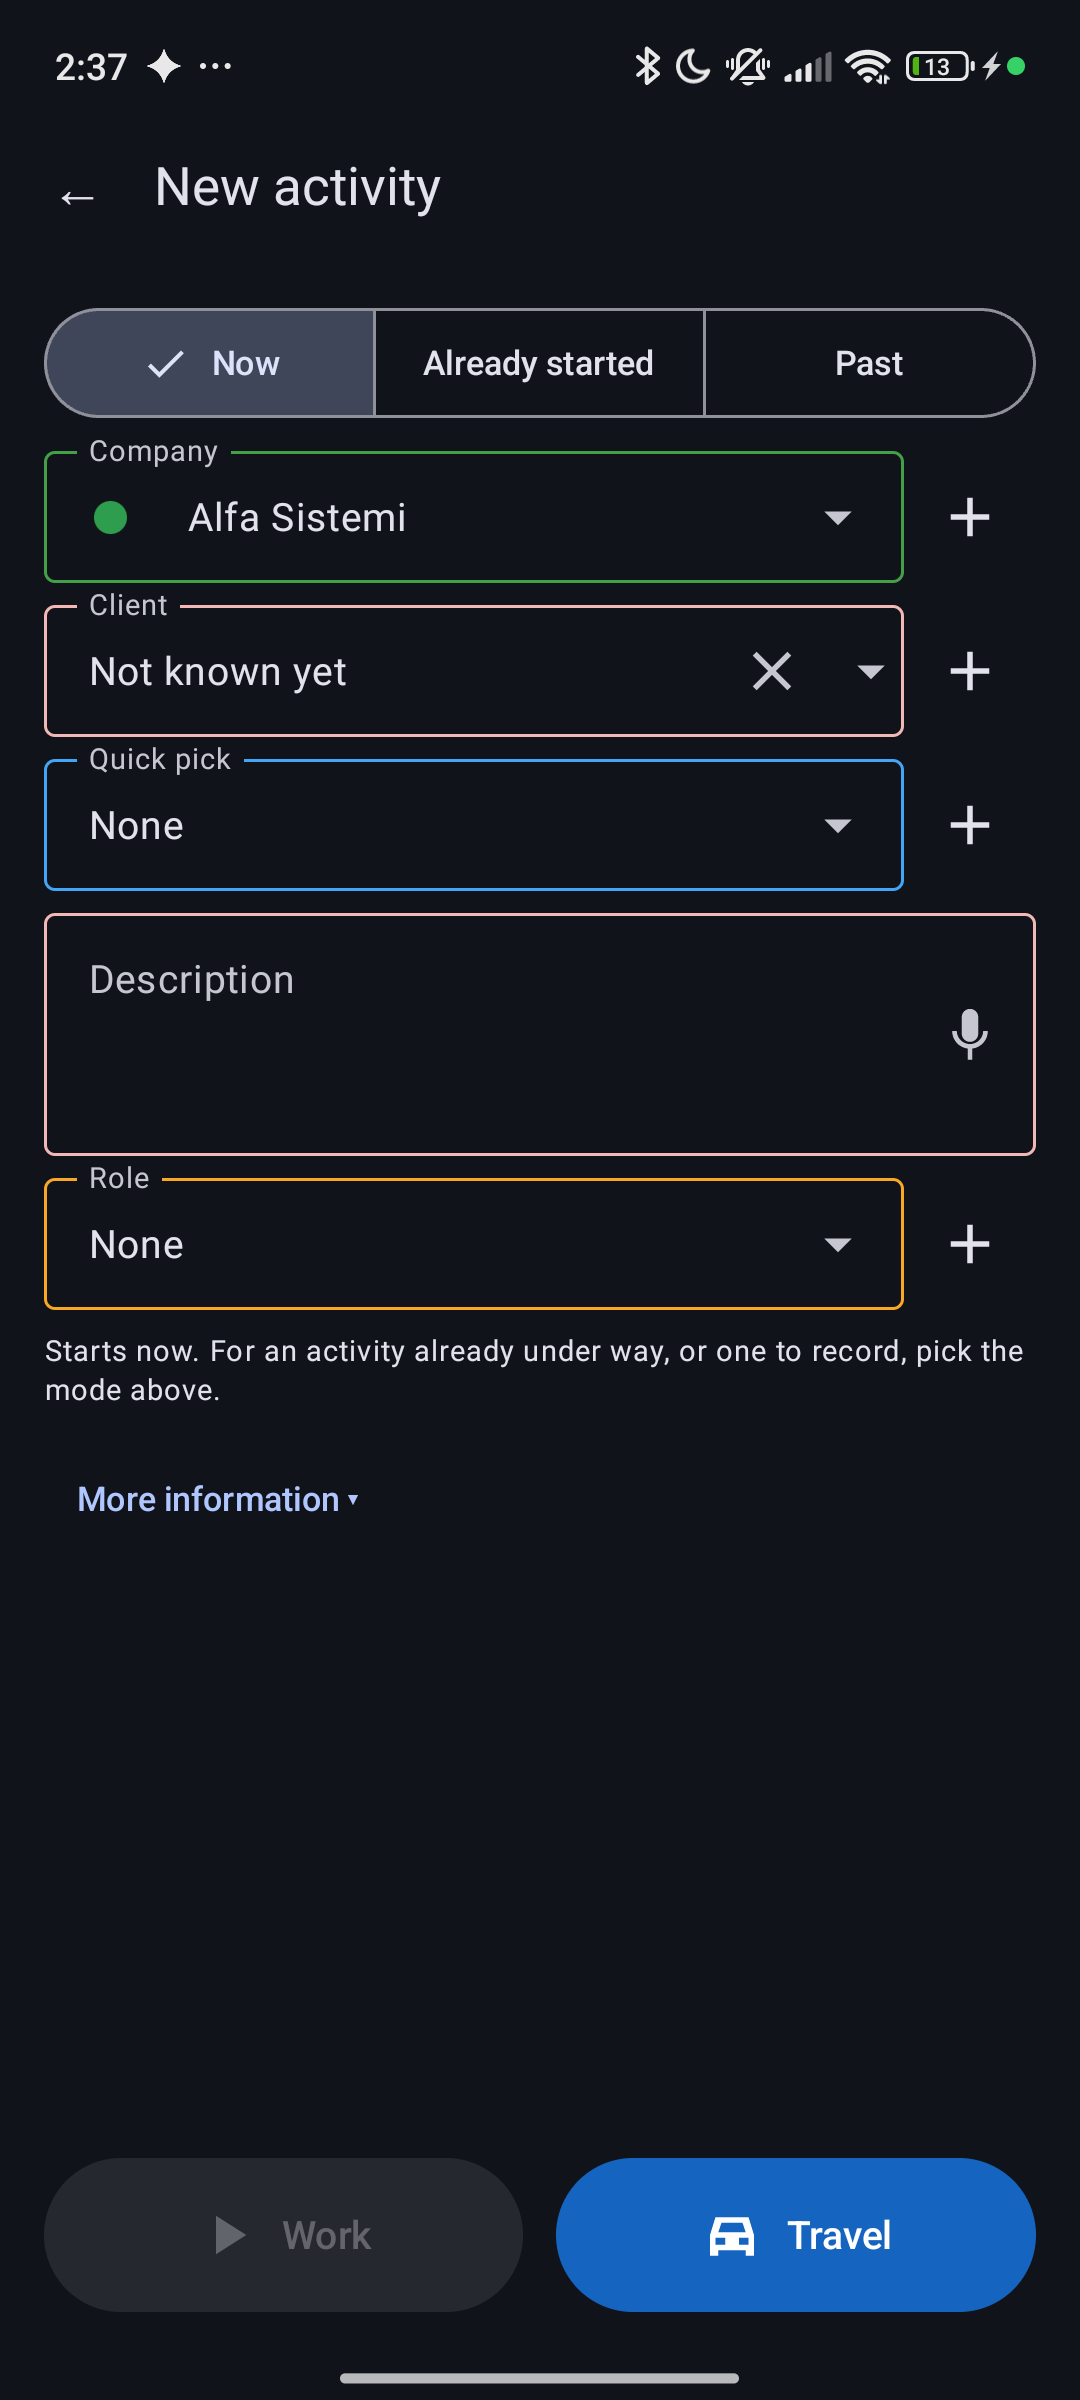 2:37
13
New activity
Now
Already started
Past
Company
Alfa Sistemi
Client
Not known yet
Quick pick
None
Description
Role
None
Starts now. For an activity already under way, or one to record, pick the
mode above.
More information
Work
Travel